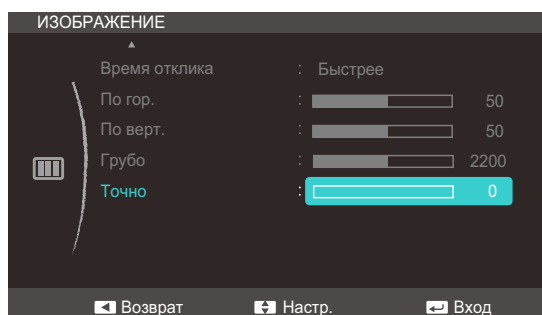 ИЗОБРАЖЕНИЕ
Время отклика : Быстрее
По гор. : 50
По верт. : 50
Грубо : 2200
Точно : 0
Возврат Настр. Вход